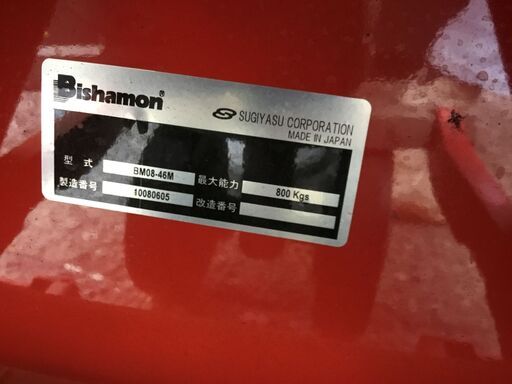 Bishamon®
SUGIYASU CORPORATION
MADE IN JAPAN
型式 BM08-46M 最大能力 800 Kgs
製造番号 10080605 改造番号